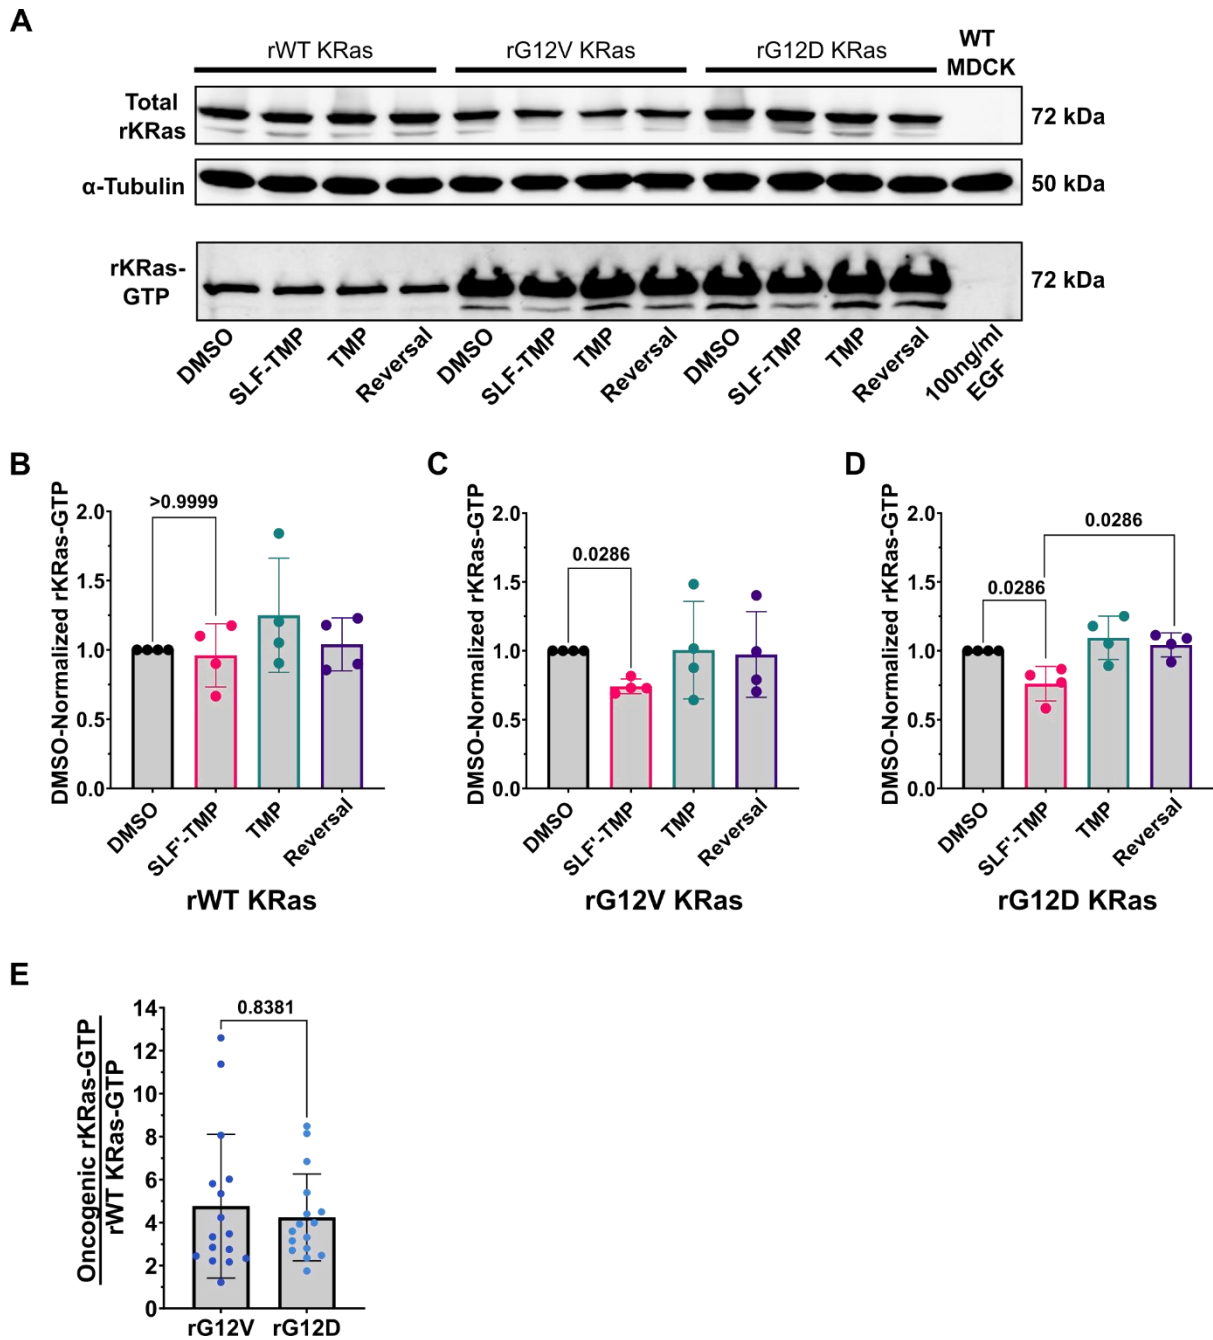 A
rWT KRas
rG12V KRas
rG12D KRas
WT
MDCK
Total
rKRas
72 kDa
α-Tubulin
50 kDa
rKRas-
GTP
72 kDa
DMSO
SLF-TMP
TMP
Reversal
DMSO
SLF-TMP
TMP
Reversal
DMSO
SLF-TMP
TMP
Reversal
100ng/ml
EGF
B
DMSO-Normalized rKRas-GTP
2.0
1.5
1.0
0.5
0.0
>0.9999
DMSO
SLF'-TMP
TMP
Reversal
rWT KRas
C
DMSO-Normalized rKRas-GTP
2.0
1.5
1.0
0.5
0.0
0.0286
DMSO
SLF'-TMP
TMP
Reversal
rG12V KRas
D
DMSO-Normalized rKRas-GTP
2.0
1.5
1.0
0.5
0.0
0.0286
0.0286
DMSO
SLF'-TMP
TMP
Reversal
rG12D KRas
E
Oncogenic rKRas-GTP
rWT KRas-GTP
14
12
10
8
6
4
2
0
0.8381
rG12V
rG12D